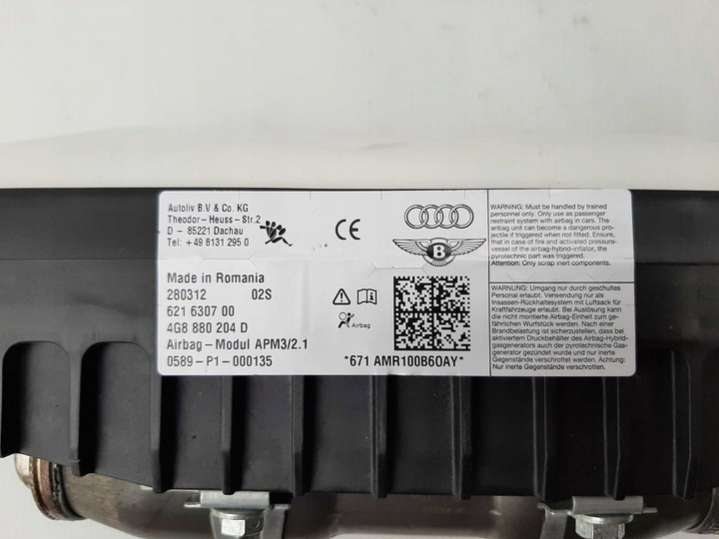 Autoliv B.V & Co. KG
Theodor-Heuss-Str.2
D - 85221 Dachau
Tel: +49 8131 295 0
CE
B
Made in Romania
280312 02S
621 6307 00
4G8 880 204 D
Airbag-Modul APM3/2.1
0589-P1-000135
Airbag
*671 AMR100B60AY*
WARNING: Must be handled by trained
personnel only. Only use as passenger
restraint system with airbag in cars. The
airbag unit can become a dangerous pro-
jectile if triggered when not fitted. Ensure,
that in case of fire and activated pressure-
vessel of the airbag-hybrid-inflator, the
pyrotechnic part was triggered.
Attention: Only scrap inert components.
WARNUNG: Umgang nur durch geschultes
Personal erlaubt. Verwendung nur als
Insassen-Rückhaltesystem mit Luftsack für
Kraftfahrzeuge erlaubt. Bei Auslösung kann
die nicht montierte Airbag-Einheit zum ge-
fährlichen Wurfstück werden. Nach einer
Brandbelastung ist sicherzustellen, dass bei
aktiviertem Druckbehälter des Airbag-Hybrid-
gasgenerators auch der pyrotechnische Gas-
generator gezündet wurde und nur inerte
Gegenstände verschrottet werden. Achtung:
Nur inerte Gegenstände verschrotten.